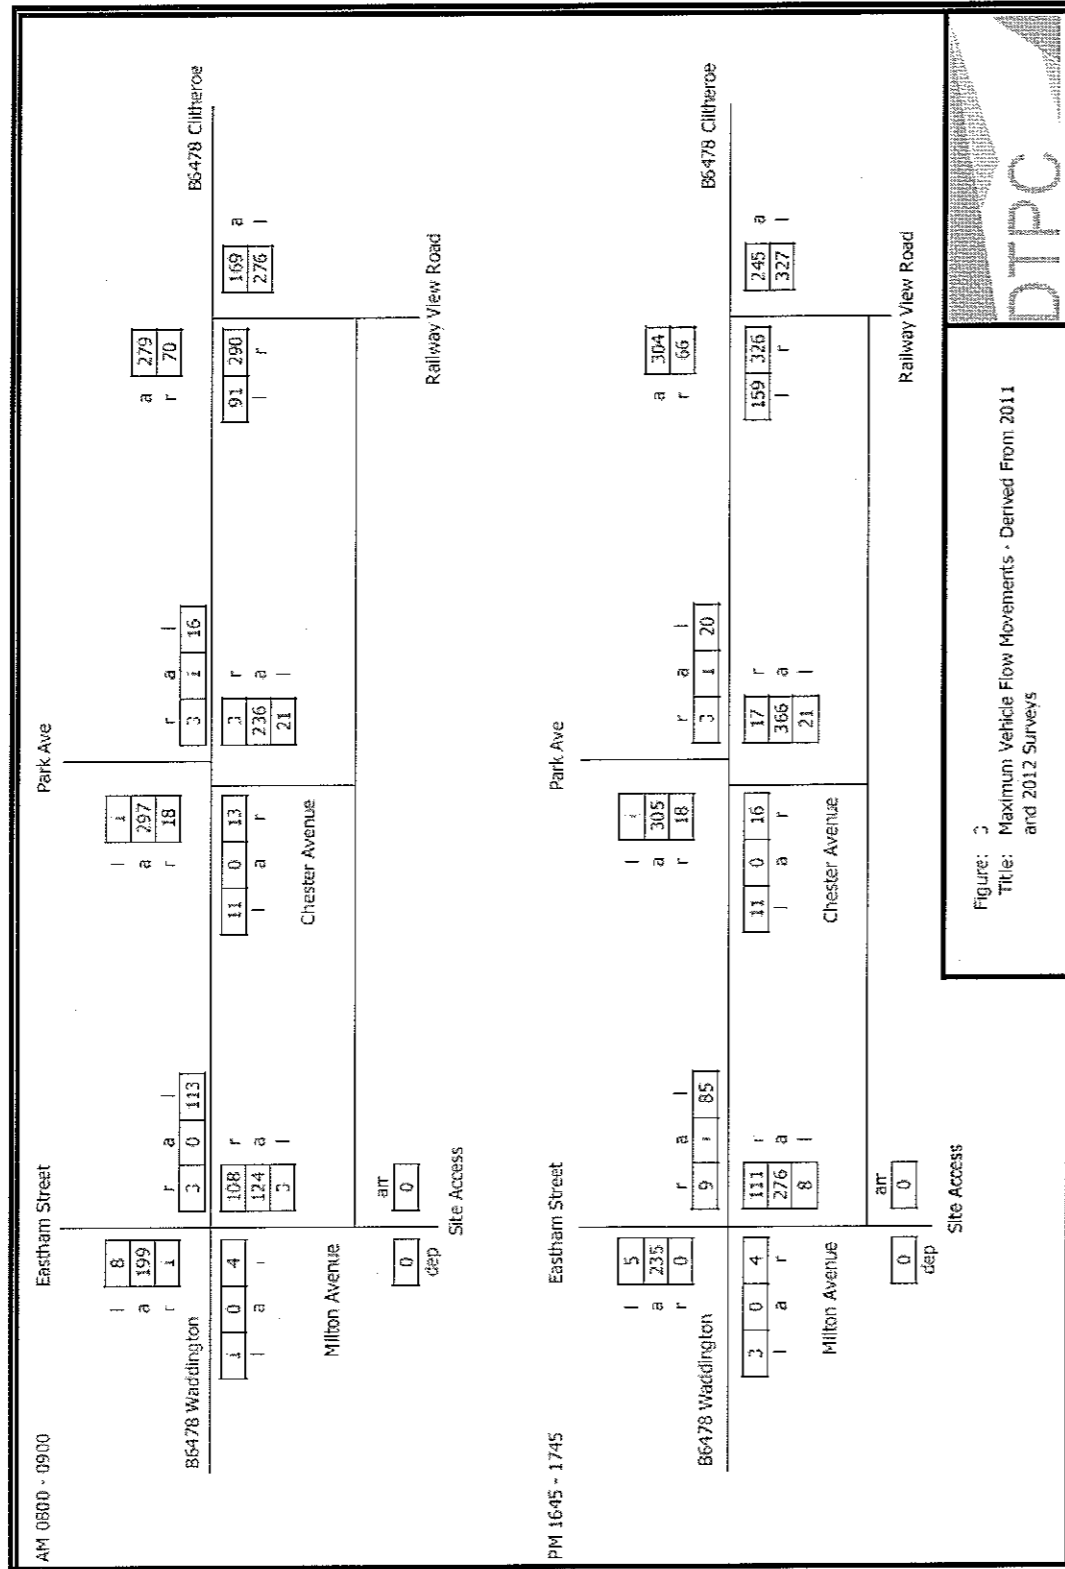 AM 0800 - 0900
Eastham Street
Park Ave
l 8
a 199
r 1
r a l
3 0 113
l 1
a 297
r 18
r a l
3 1 16
a 279
r 70
B6478 Waddington
B6478 Clitheroe
1 0 4
l a r
108 r
124 a
3 l
11 0 13
l a r
3 r
236 a
21 l
91 290
l r
169 a
276 l
Milton Avenue
Chester Avenue
Railway View Road
arr
0
0
dep
Site Access
PM 1645 - 1745
Eastham Street
Park Ave
l 5
a 235
r 0
r a l
9 1 85
l 1
a 305
r 18
r a l
3 1 20
a 304
r 66
B6478 Waddington
B6478 Clitheroe
3 0 4
l a r
111 r
276 a
8 l
11 0 16
l a r
17 r
366 a
21 l
159 326
l r
245 a
327 l
Milton Avenue
Chester Avenue
Railway View Road
arr
0
0
dep
Site Access
Figure: 3
Title: Maximum Vehicle Flow Movements - Derived From 2011
and 2012 Surveys
DTPC